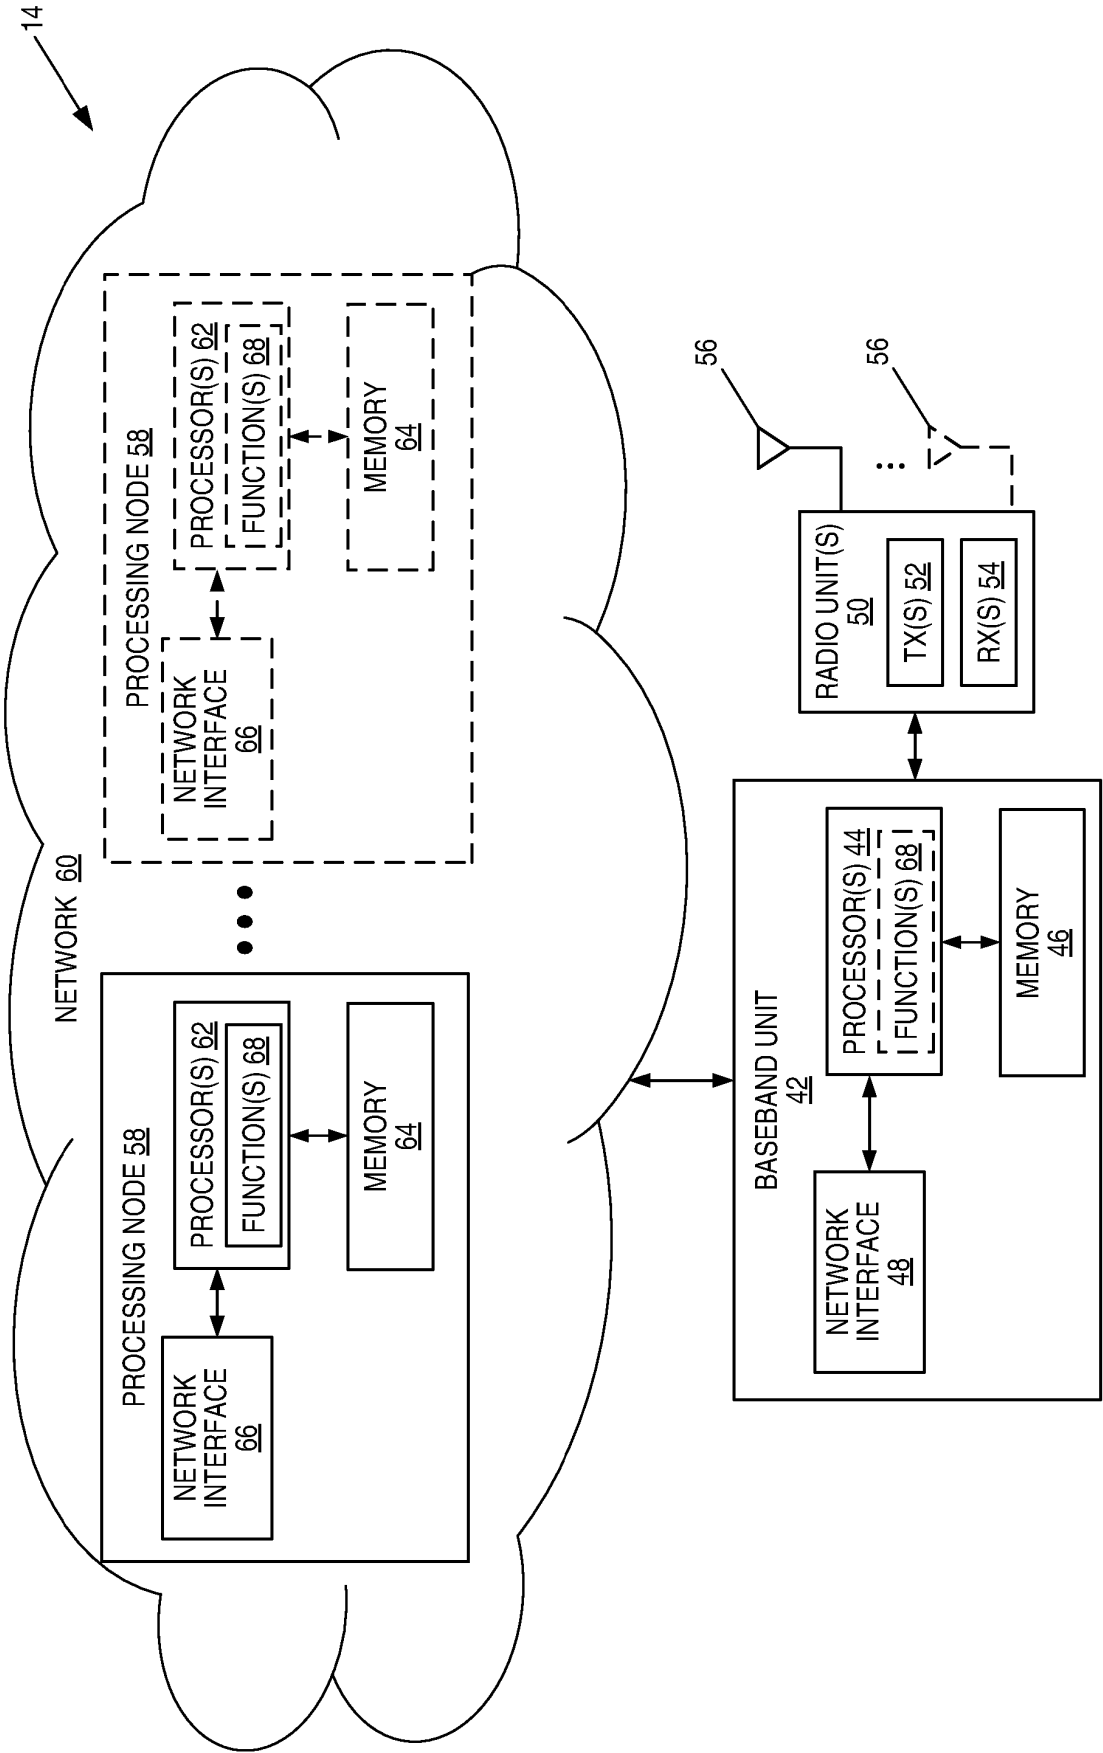 14
NETWORK 60
PROCESSING NODE 58
NETWORK
INTERFACE
66
PROCESSOR(S) 62
FUNCTION(S) 68
MEMORY
64
PROCESSING NODE 58
NETWORK
INTERFACE
66
PROCESSOR(S) 62
FUNCTION(S) 68
MEMORY
64
BASEBAND UNIT
42
NETWORK
INTERFACE
48
PROCESSOR(S) 44
FUNCTION(S) 68
MEMORY
46
RADIO UNIT(S)
50
TX(S) 52
RX(S) 54
56
56